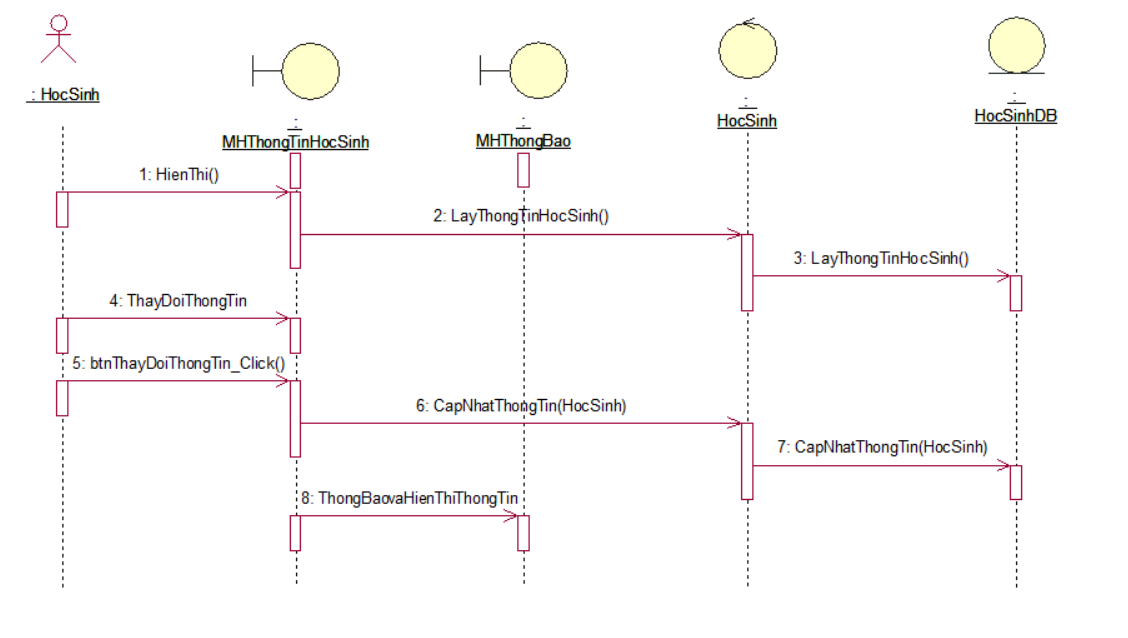 : HocSinh
:
MHThongTinHocSinh
:
MHThongBao
:
HocSinh
:
HocSinhDB
1: HienThi()
2: LayThongTinHocSinh()
3: LayThongTinHocSinh()
4: ThayDoiThongTin
5: btnThayDoiThongTin_Click()
6: CapNhatThongTin(HocSinh)
7: CapNhatThongTin(HocSinh)
8: ThongBaovaHienThiThongTin